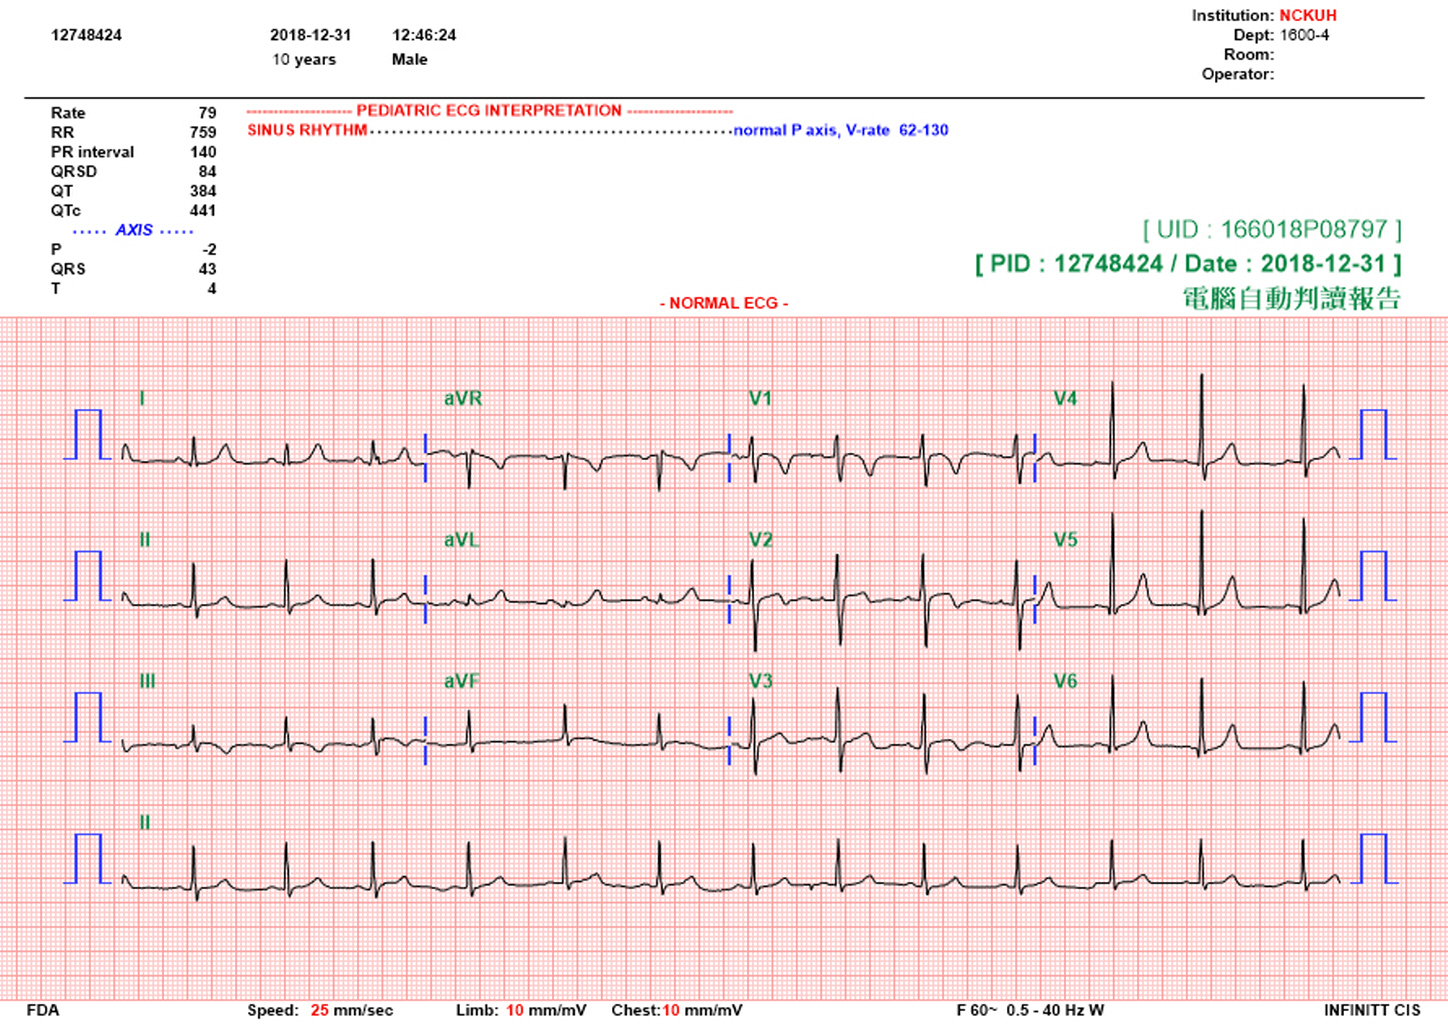 Institution: NCKUH
12748424 2018-12-31 12:46:24 Dept: 1600-4
10 years Male Room:
Operator:
Rate 79 -------------------- PEDIATRIC ECG INTERPRETATION --------------------
RR 759 SINUS RHYTHM..........................................normal P axis, V-rate 62-130
PR interval 140
QRSD 84
QT 384
QTc 441
..... AXIS .....
P -2
QRS 43
T 4
[ UID : 166018P08797 ]
[ PID : 12748424 / Date : 2018-12-31 ]
電腦自動判讀報告
- NORMAL ECG -
I aVR V1 V4
II aVL V2 V5
III aVF V3 V6
II
FDA Speed: 25 mm/sec Limb: 10 mm/mV Chest:10 mm/mV F 60~ 0.5 - 40 Hz W INFINITT CIS